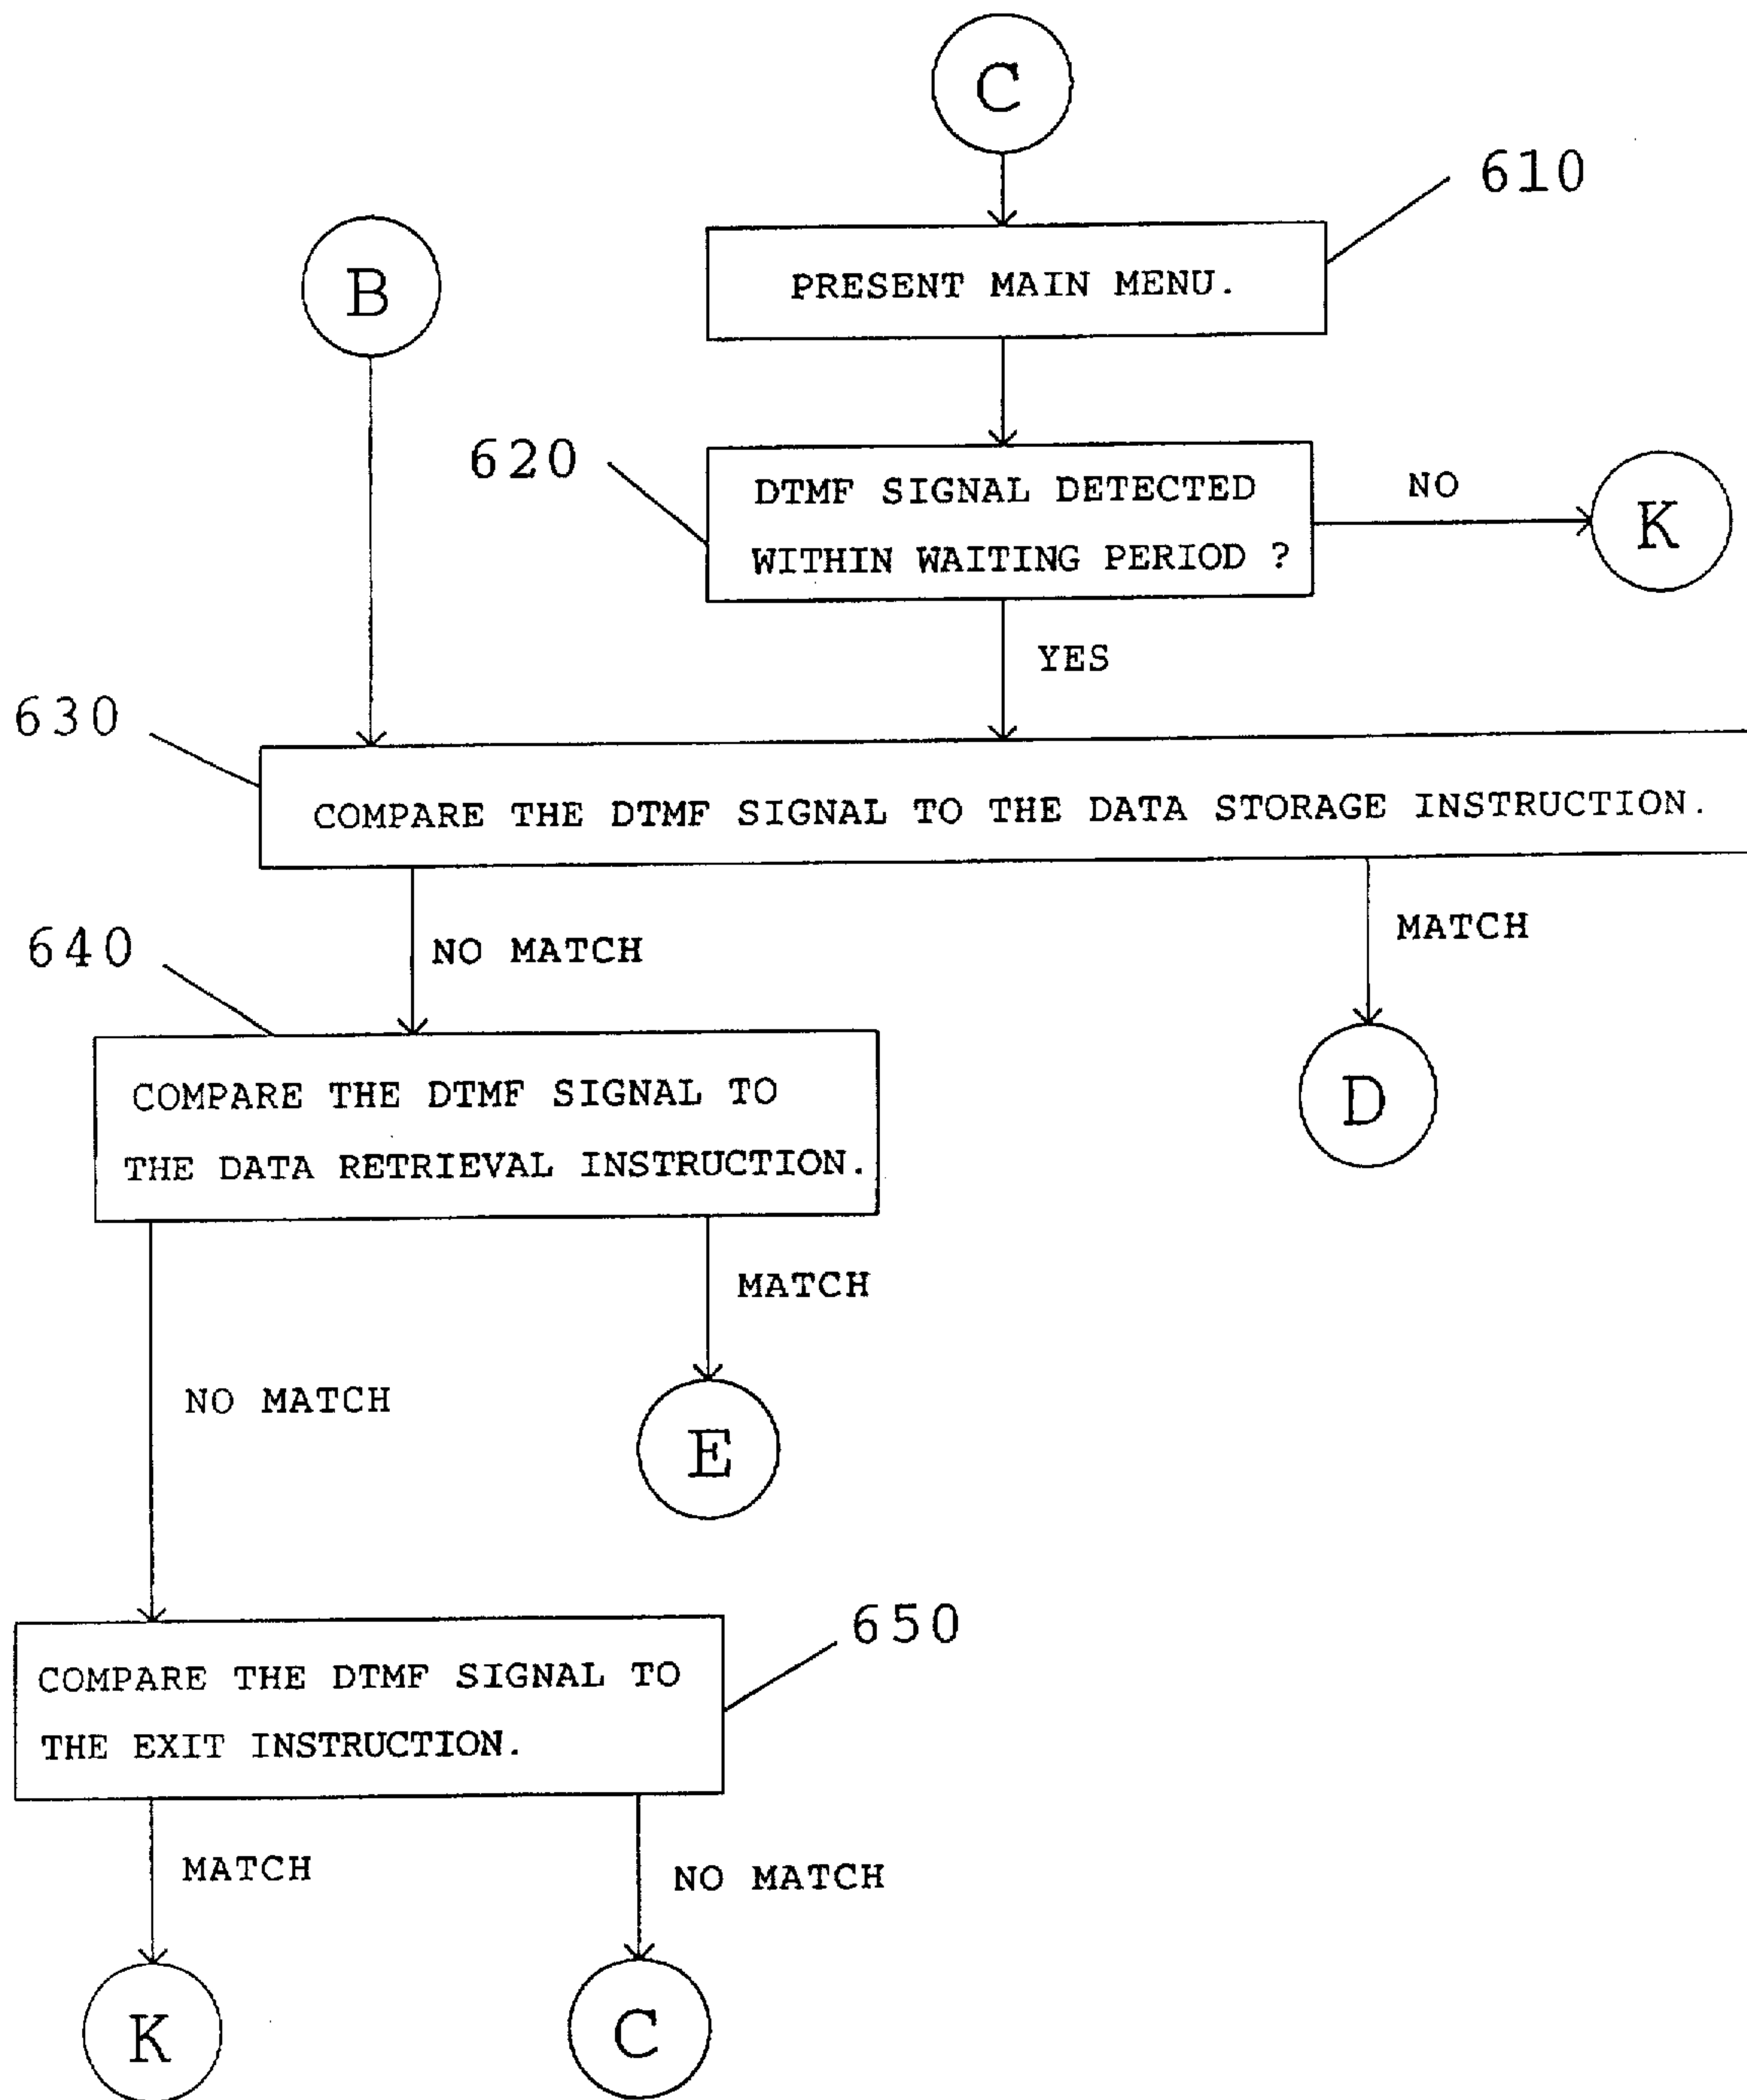 C
610
PRESENT MAIN MENU.
B
620
DTMF SIGNAL DETECTED
WITHIN WAITING PERIOD ?
NO
K
YES
630
COMPARE THE DTMF SIGNAL TO THE DATA STORAGE INSTRUCTION.
NO MATCH
MATCH
640
COMPARE THE DTMF SIGNAL TO
THE DATA RETRIEVAL INSTRUCTION.
D
MATCH
NO MATCH
E
650
COMPARE THE DTMF SIGNAL TO
THE EXIT INSTRUCTION.
MATCH
NO MATCH
K
C